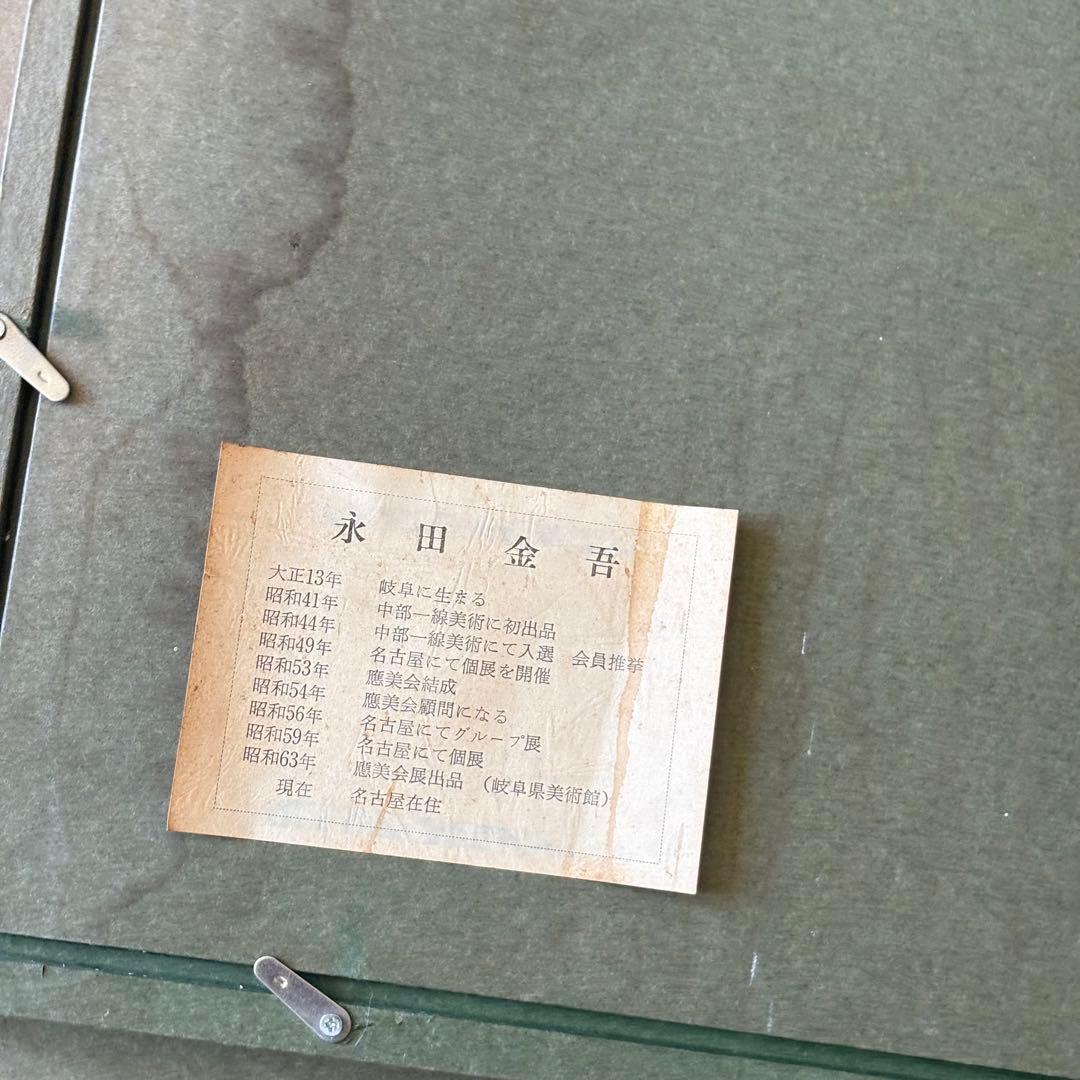 永田金吾
大正13年 岐阜に生まる
昭和41年 中部一線美術に初出品
昭和44年 中部一線美術にて入選 会員推挙
昭和49年 名古屋にて個展を開催
昭和53年 應美会結成
昭和54年 應美会顧問になる
昭和56年 名古屋にてグループ展
昭和59年 名古屋にて個展
昭和63年 應美会展出品 (岐阜県美術館)
現在 名古屋在住